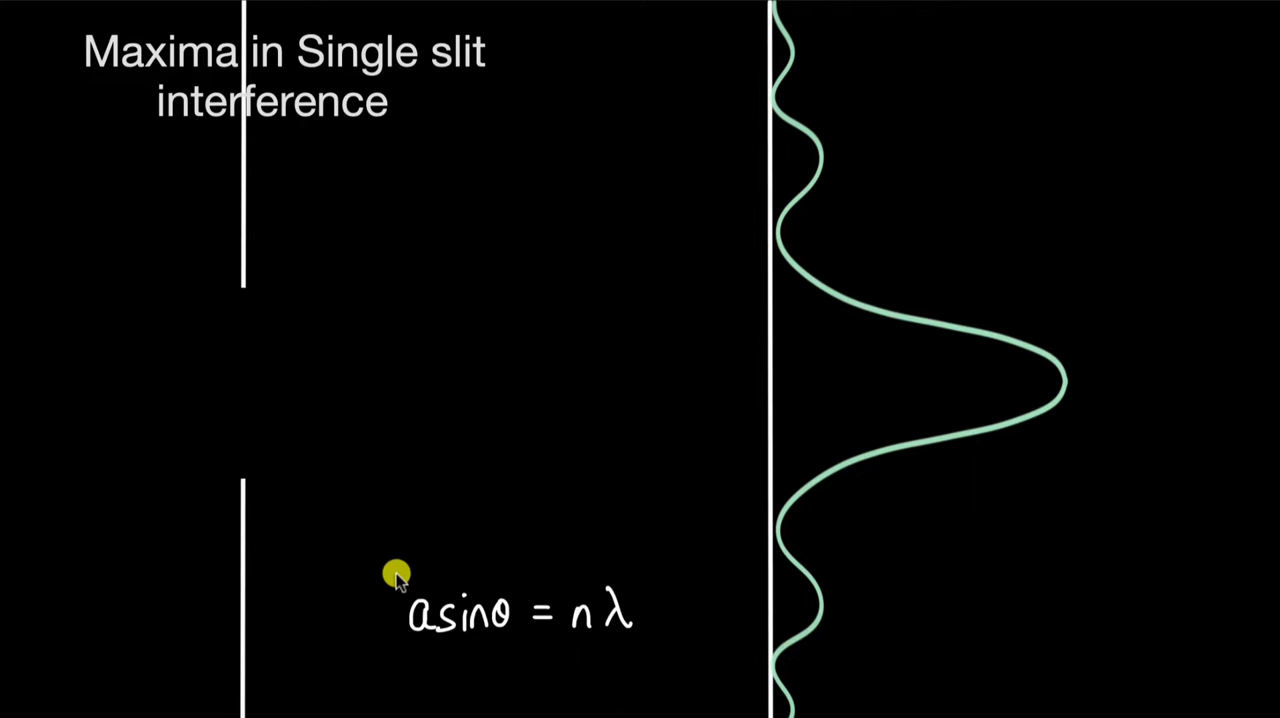 Maxima in Single slit
interference
asinθ = nλ